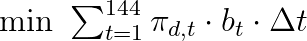 min ∑_{t=1}^{144} π_{d,t} · b_t · Δt